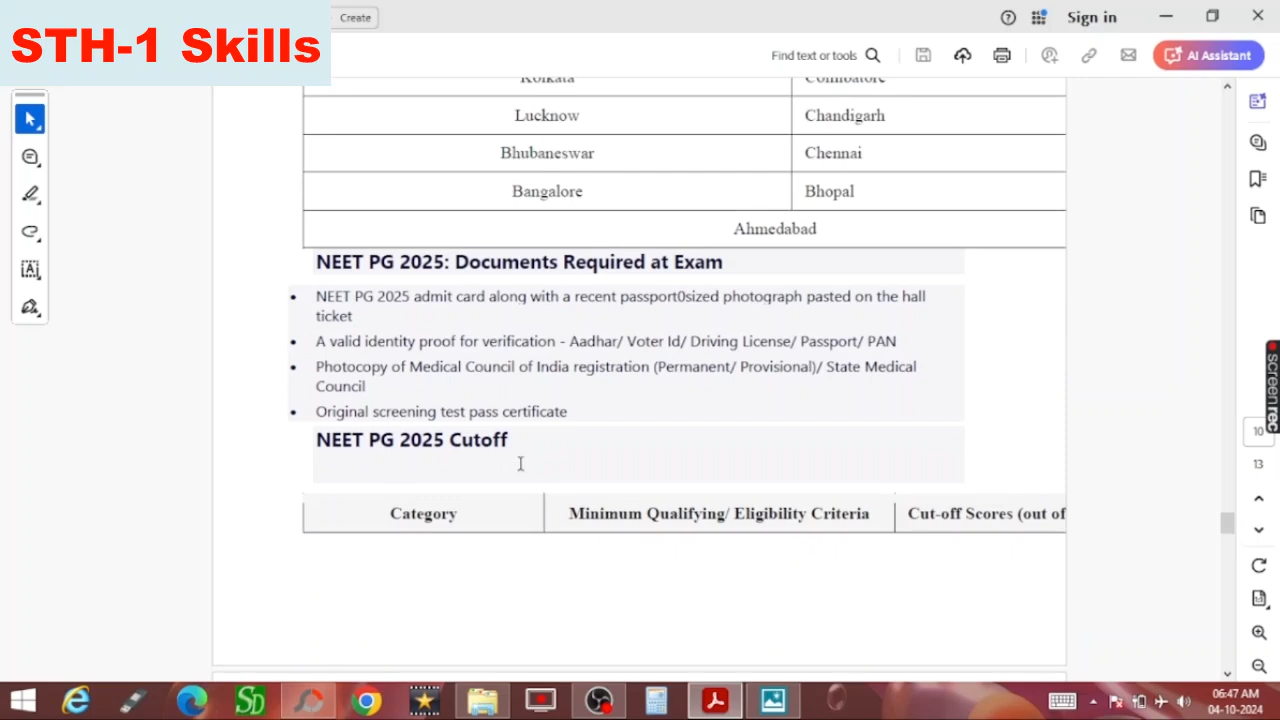 STH-1 Skills
Create
Sign in
Find text or tools
AI Assistant
Kolkata
Coimbatore
Lucknow
Chandigarh
Bhubaneswar
Chennai
Bangalore
Bhopal
Ahmedabad
NEET PG 2025: Documents Required at Exam
• NEET PG 2025 admit card along with a recent passport0sized photograph pasted on the hall
ticket
• A valid identity proof for verification - Aadhar/ Voter Id/ Driving License/ Passport/ PAN
• Photocopy of Medical Council of India registration (Permanent/ Provisional)/ State Medical
Council
• Original screening test pass certificate
NEET PG 2025 Cutoff
Category
Minimum Qualifying/ Eligibility Criteria
Cut-off Scores (out of
screenrec
10
13
SD
06:47 AM
04-10-2024